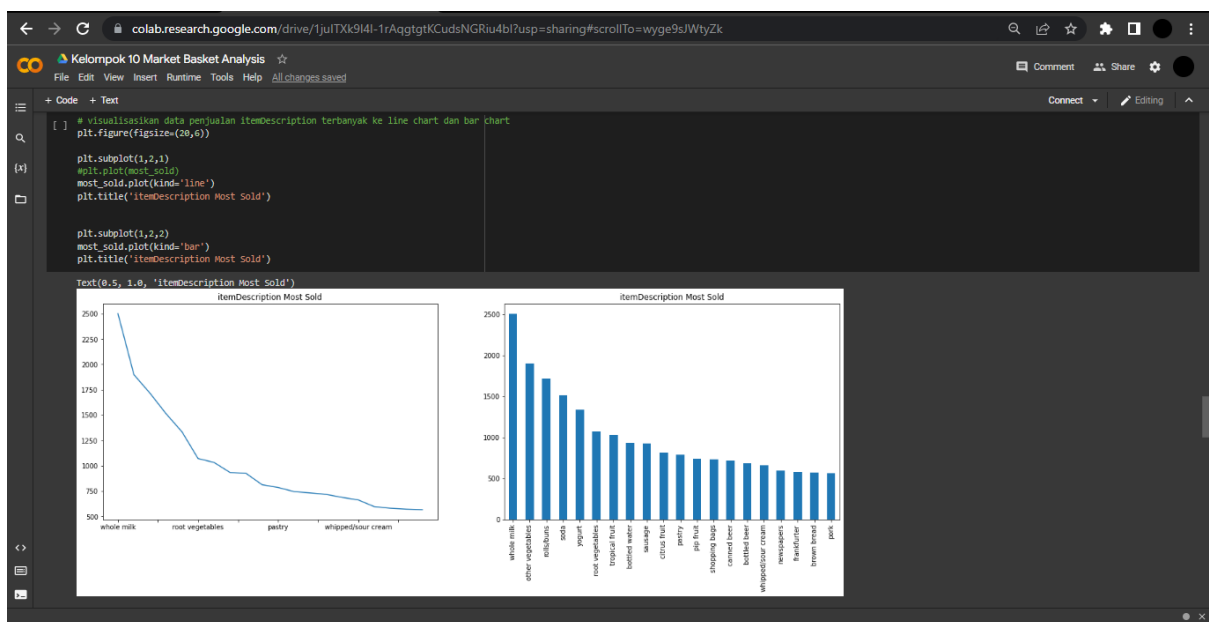 colab.research.google.com/drive/1juITXk9I4I-1rAqgtgtKCudsNGRiu4bI?usp=sharing#scrollTo=wyge9sJWtyZk
Kelompok 10 Market Basket Analysis
File Edit View Insert Runtime Tools Help All changes saved
Comment Share
+ Code + Text
Connect Editing
[ ] # visualisasikan data penjualan itemDescription terbanyak ke line chart dan bar chart
plt.figure(figsize=(20,6))
plt.subplot(1,2,1)
#plt.plot(most_sold)
most_sold.plot(kind='line')
plt.title('itemDescription Most Sold')
plt.subplot(1,2,2)
most_sold.plot(kind='bar')
plt.title('itemDescription Most Sold')
Text(0.5, 1.0, 'itemDescription Most Sold')
itemDescription Most Sold
2500
2250
2000
1750
1500
1250
1000
750
500
whole milk root vegetables pastry whipped/sour cream
itemDescription Most Sold
2500
2000
1500
1000
500
0
whole milk
other vegetables
rolls/buns
soda
yogurt
root vegetables
tropical fruit
bottled water
sausage
citrus fruit
pastry
pip fruit
shopping bags
canned beer
bottled beer
whipped/sour cream
newspapers
frankfurter
brown bread
pork